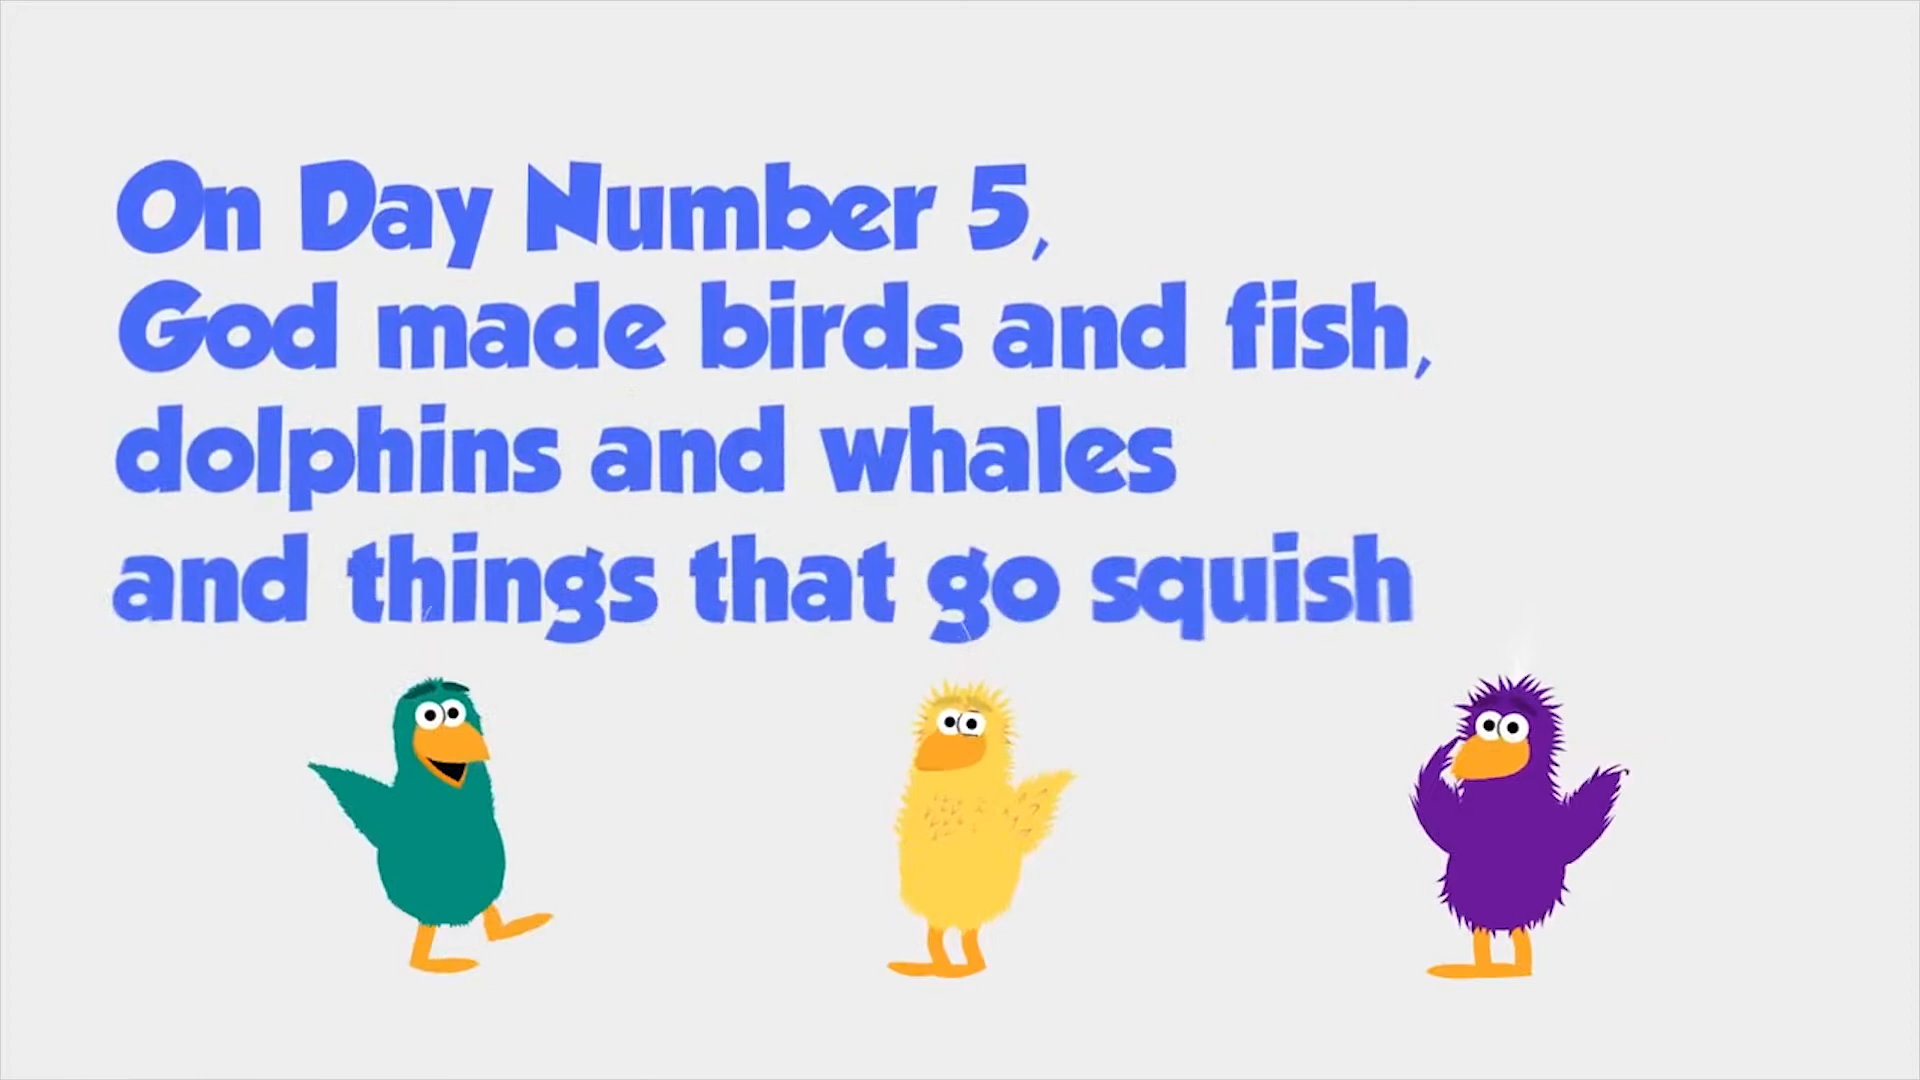 On Day Number 5,
God made birds and fish,
dolphins and whales
and things that go squish